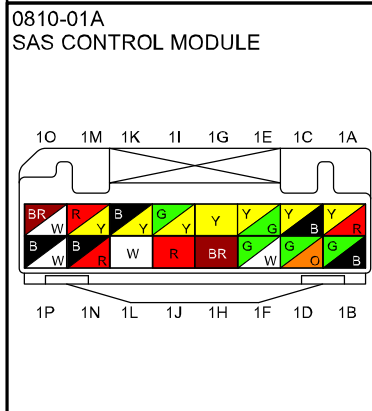 0810-01A
SAS CONTROL MODULE
1O 1M 1K 1I 1G 1E 1C 1A
BR W R Y B Y G Y Y Y G Y B Y R
B W B R W R BR G W G O G B
1P 1N 1L 1J 1H 1F 1D 1B